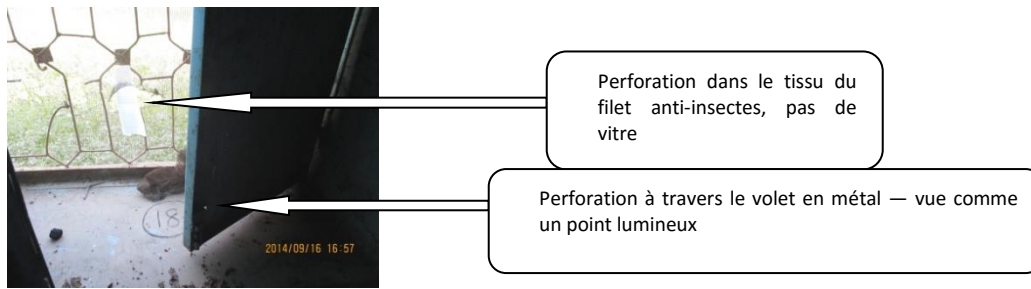 Perforation dans le tissu du
filet anti-insectes, pas de
vitre
Perforation à travers le volet en métal — vue comme
un point lumineux
18
2014/09/16 16:57